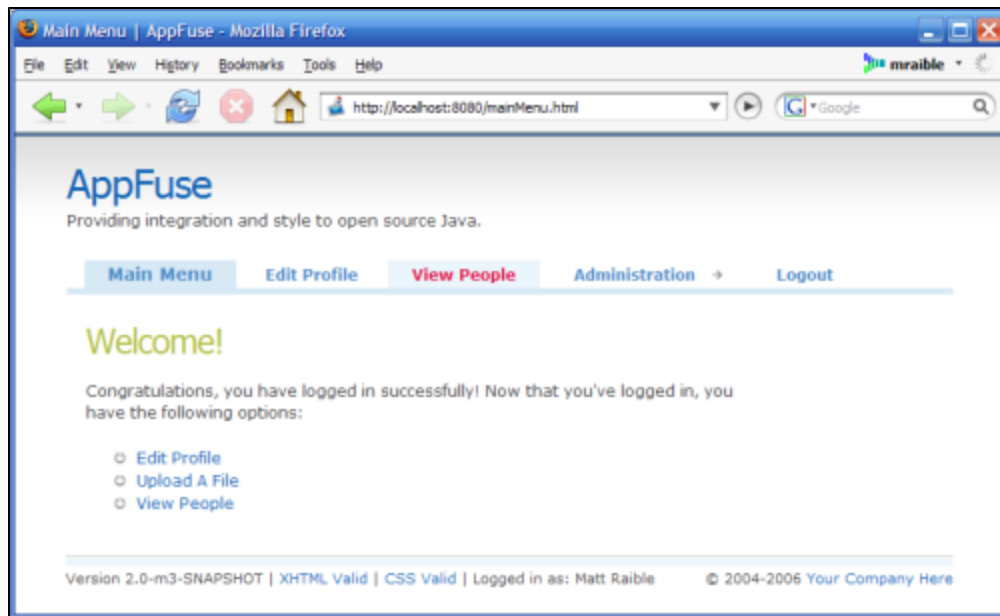 Main Menu | AppFuse - Mozilla Firefox
File Edit View History Bookmarks Tools Help mraible
http://localhost:8080/mainMenu.html G Google
AppFuse
Providing integration and style to open source Java.
Main Menu Edit Profile View People Administration → Logout
Welcome!
Congratulations, you have logged in successfully! Now that you've logged in, you
have the following options:
Edit Profile
Upload A File
View People
Version 2.0-m3-SNAPSHOT | XHTML Valid | CSS Valid | Logged in as: Matt Raible © 2004-2006 Your Company Here